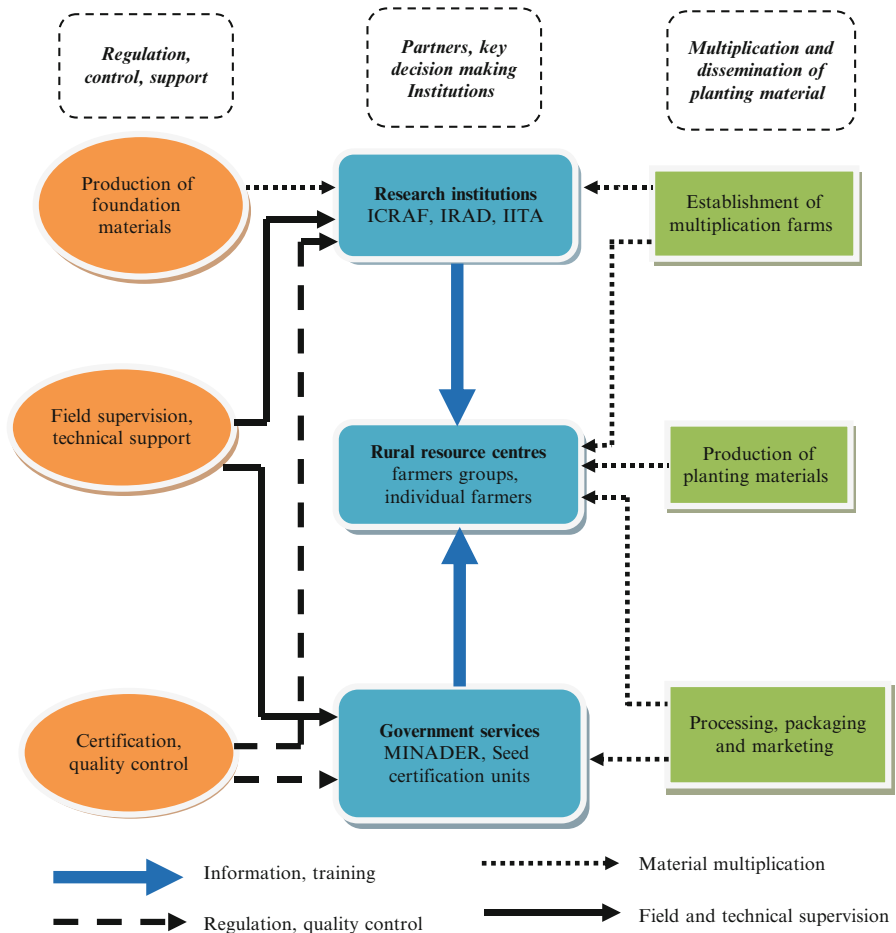 Regulation,
control, support
Partners, key
decision making
Institutions
Multiplication and
dissemination of
planting material
Production of
foundation
materials
Research institutions
ICRAF, IRAD, IITA
Establishment of
multiplication farms
Field supervision,
technical support
Rural resource centres
farmers groups,
individual farmers
Production of
planting materials
Certification,
quality control
Government services
MINADER, Seed
certification units
Processing, packaging
and marketing
Information, training
Material multiplication
Regulation, quality control
Field and technical supervision